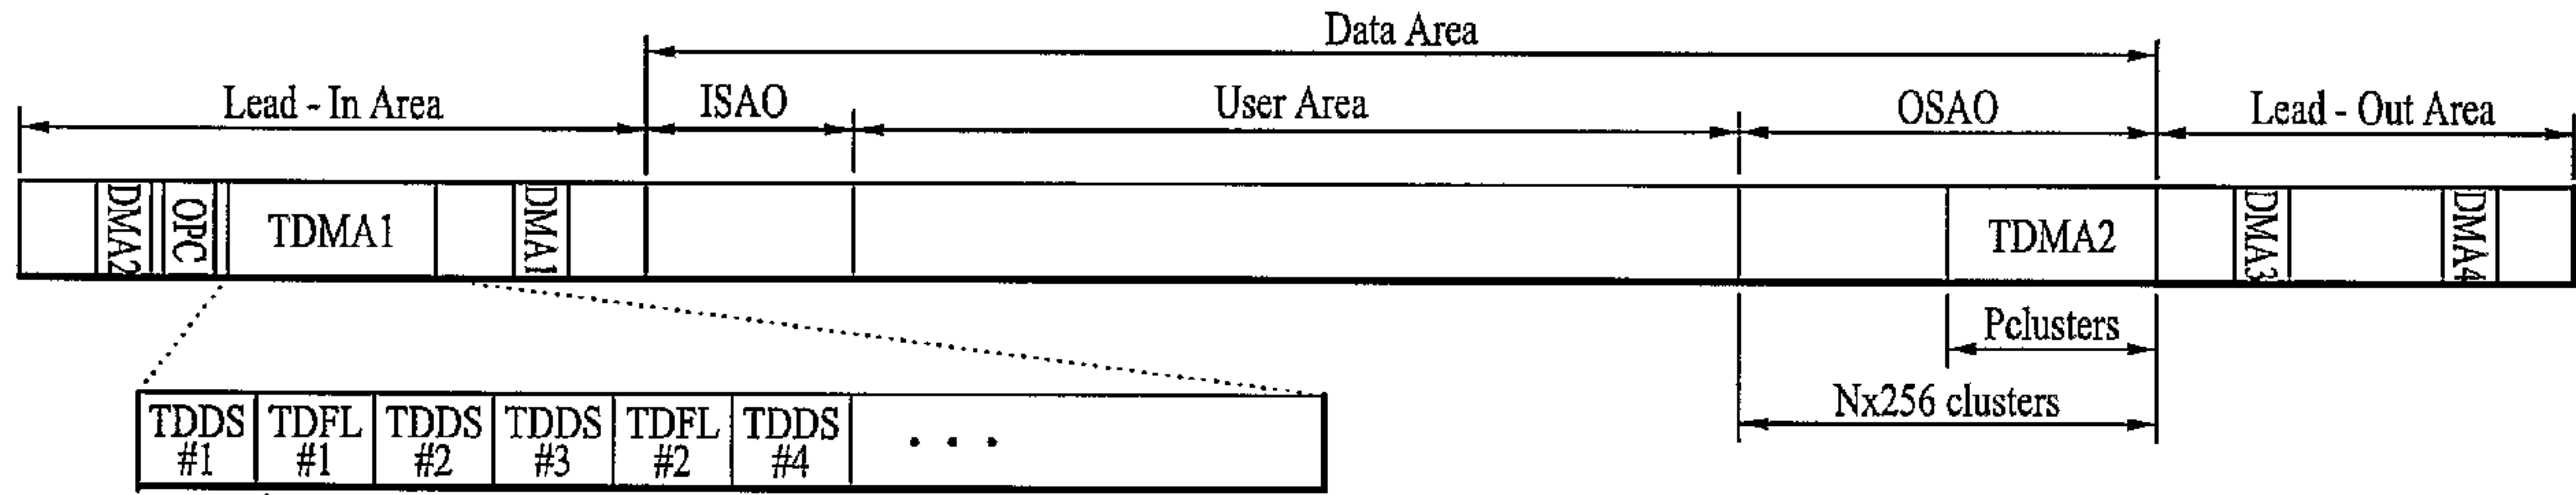 Data Area
Lead - In Area ISAO User Area OSAO Lead - Out Area
DMA2 OPC TDMA1 DMA1 TDMA2 DMA3 DMA4
Pclusters
Nx256 clusters
TDDS #1 TDFL #1 TDDS #2 TDDS #3 TDFL #2 TDDS #4 • • •